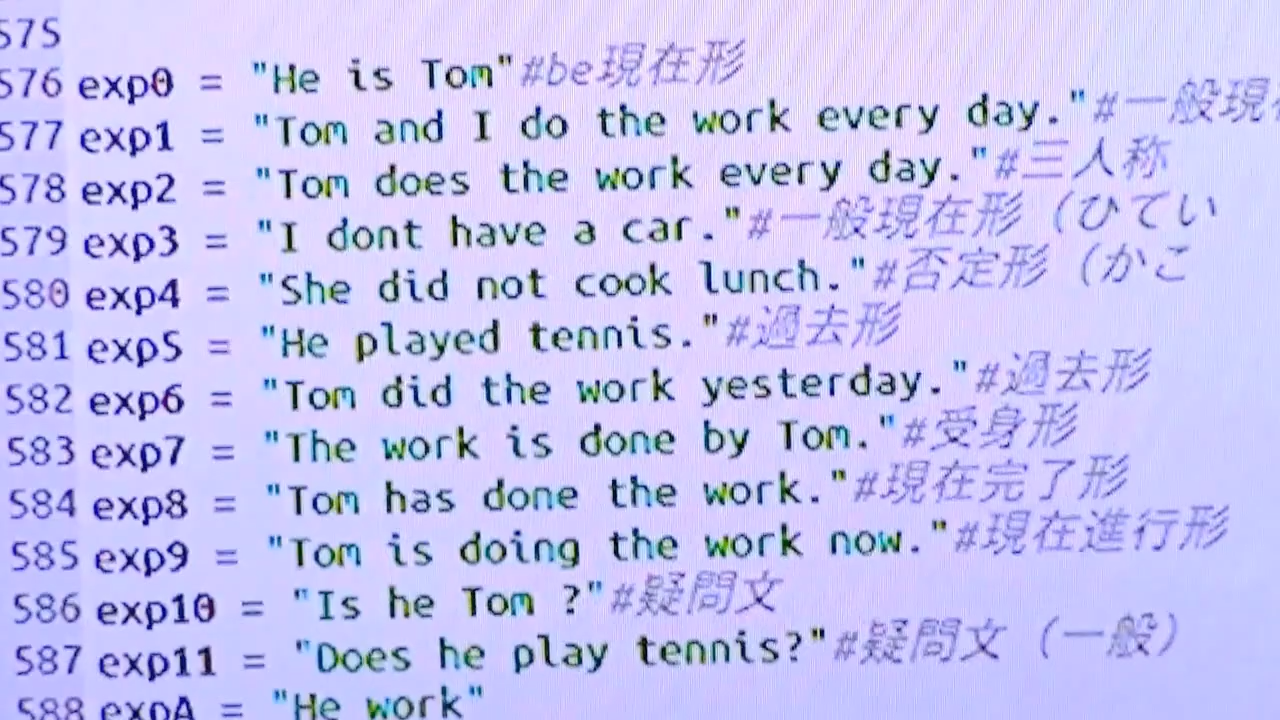 575
576 exp0 = "He is Tom"#be現在形
577 exp1 = "Tom and I do the work every day."#一般現
578 exp2 = "Tom does the work every day."#三人称
579 exp3 = "I dont have a car."#一般現在形（ひてい
580 exp4 = "She did not cook lunch."#否定形（かこ
581 exp5 = "He played tennis."#過去形
582 exp6 = "Tom did the work yesterday."#過去形
583 exp7 = "The work is done by Tom."#受身形
584 exp8 = "Tom has done the work."#現在完了形
585 exp9 = "Tom is doing the work now."#現在進行形
586 exp10 = "Is he Tom ?"#疑問文
587 exp11 = "Does he play tennis?"#疑問文（一般）
588 expA = "He work"